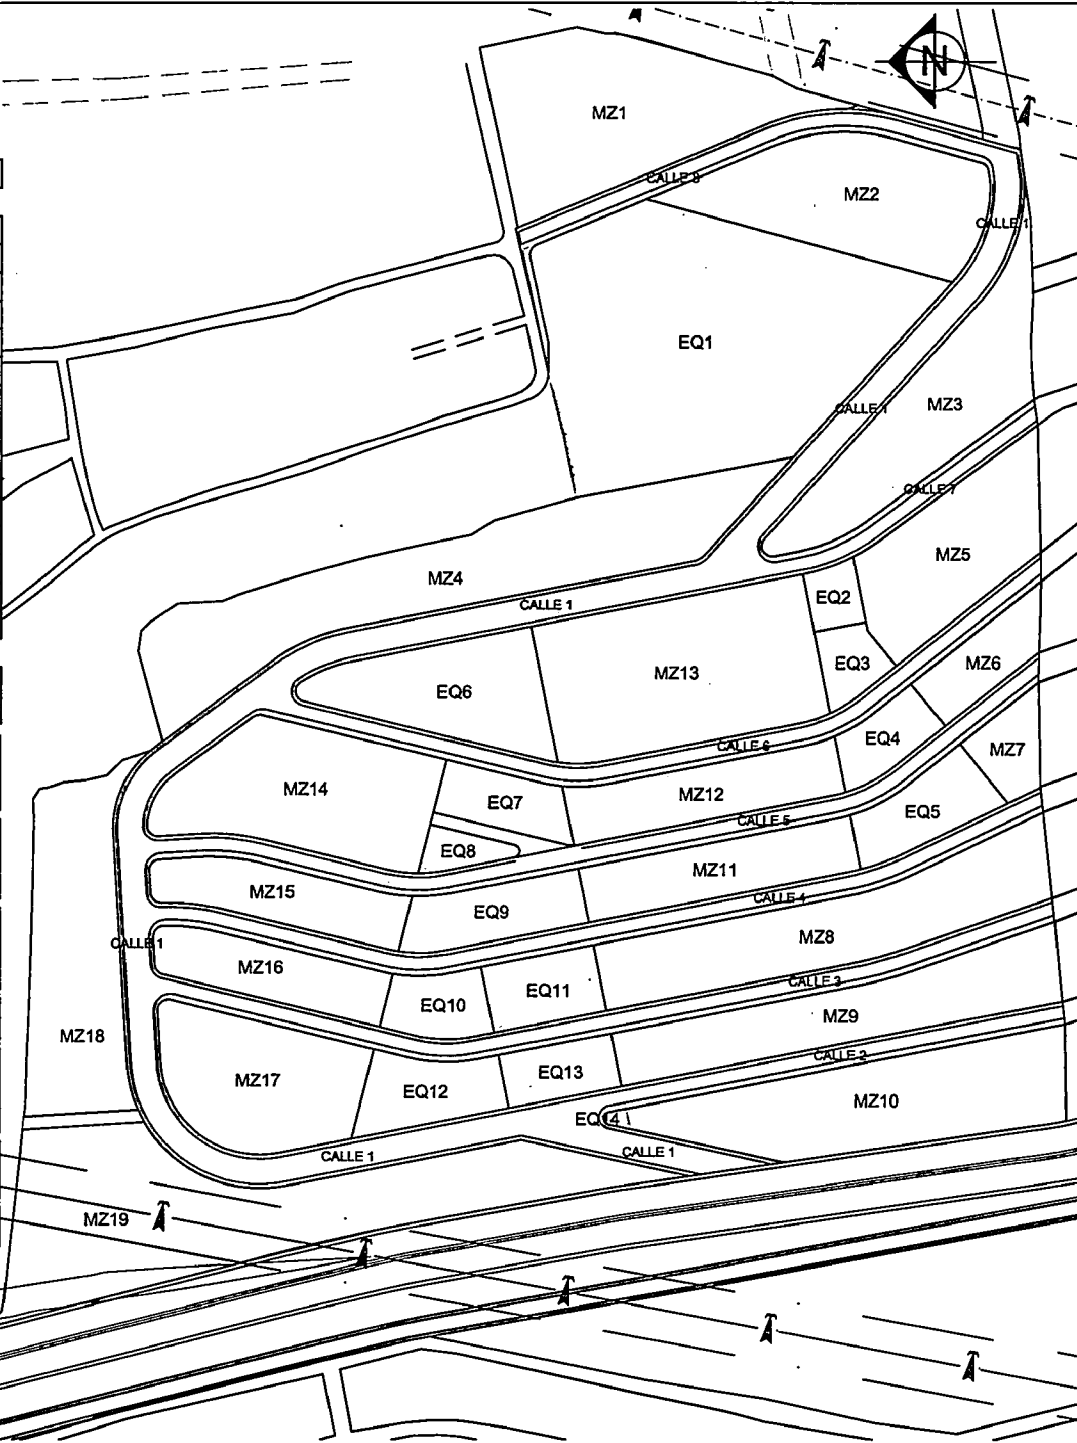 N
MZ1
CALLE 8
MZ2
CALLE 1
EQ1
CALLE 1
MZ3
CALLE 7
MZ5
MZ4
CALLE 1
EQ2
EQ3
MZ6
MZ13
EQ6
EQ4
CALLE 6
MZ7
MZ14
EQ7
MZ12
EQ5
CALLE 5
EQ8
MZ11
MZ15
CALLE 4
EQ9
MZ8
CALLE 1
MZ16
CALLE 3
EQ11
EQ10
MZ9
MZ18
CALLE 2
EQ13
MZ17
EQ12
MZ10
EQ14
CALLE 1
CALLE 1
MZ19